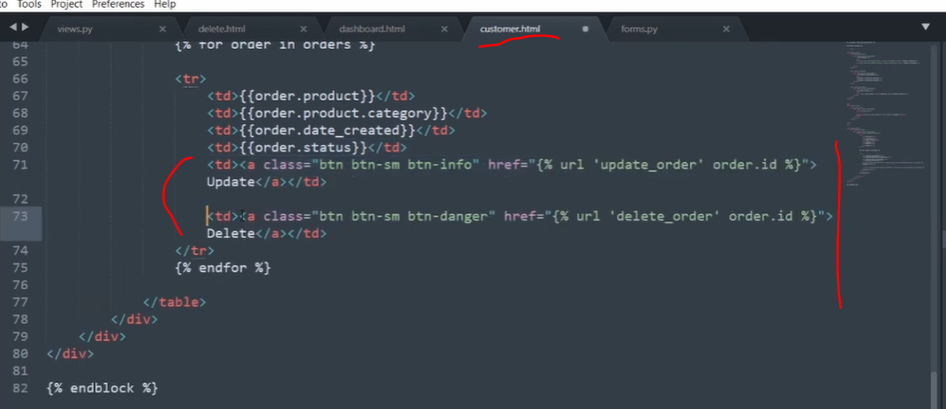 Tools Project Preferences Help
views.py delete.html dashboard.html customer.html forms.py
64 {% for order in orders %}
65
66 <tr>
67 <td>{{order.product}}</td>
68 <td>{{order.product.category}}</td>
69 <td>{{order.date_created}}</td>
70 <td>{{order.status}}</td>
71 <td><a class="btn btn-sm btn-info" href="{% url 'update_order' order.id %}">
Update</a></td>
72
73 <td><a class="btn btn-sm btn-danger" href="{% url 'delete_order' order.id %}">
Delete</a></td>
74 </tr>
75 {% endfor %}
76
77 </table>
78 </div>
79 </div>
80 </div>
81
82 {% endblock %}